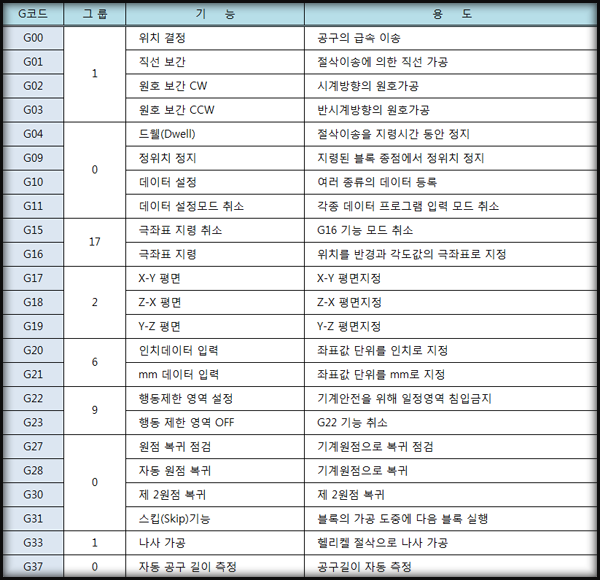 G코드 그 룹 기 능 용 도
G00 1 위치 결정 공구의 급속 이송
G01 직선 보간 절삭이송에 의한 직선 가공
G02 원호 보간 CW 시계방향의 원호가공
G03 원호 보간 CCW 반시계방향의 원호가공
G04 0 드웰(Dwell) 절삭이송을 지령시간 동안 정지
G09 정위치 정지 지령된 블록 종점에서 정위치 정지
G10 데이터 설정 여러 종류의 데이터 등록
G11 데이터 설정모드 취소 각종 데이터 프로그램 입력 모드 취소
G15 17 극좌표 지령 취소 G16 기능 모드 취소
G16 극좌표 지령 위치를 반경과 각도값의 극좌표로 지정
G17 2 X-Y 평면 X-Y 평면지정
G18 Z-X 평면 Z-X 평면지정
G19 Y-Z 평면 Y-Z 평면지정
G20 6 인치데이터 입력 좌표값 단위를 인치로 지정
G21 mm 데이터 입력 좌표값 단위를 mm로 지정
G22 9 행동제한 영역 설정 기계안전을 위해 일정영역 침입금지
G23 행동 제한 영역 OFF G22 기능 취소
G27 0 원점 복귀 점검 기계원점으로 복귀 점검
G28 자동 원점 복귀 기계원점으로 복귀
G30 제 2원점 복귀 제 2원점 복귀
G31 스킵(Skip)기능 블록의 가공 도중에 다음 블록 실행
G33 1 나사 가공 헬리켈 절삭으로 나사 가공
G37 0 자동 공구 길이 측정 공구길이 자동 측정